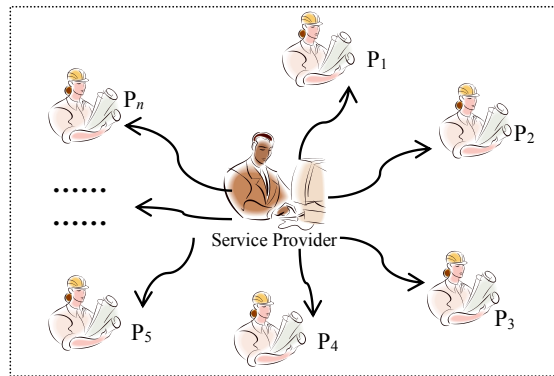 P₁
Pₙ
P₂
......
......
Service Provider
P₃
P₅
P₄